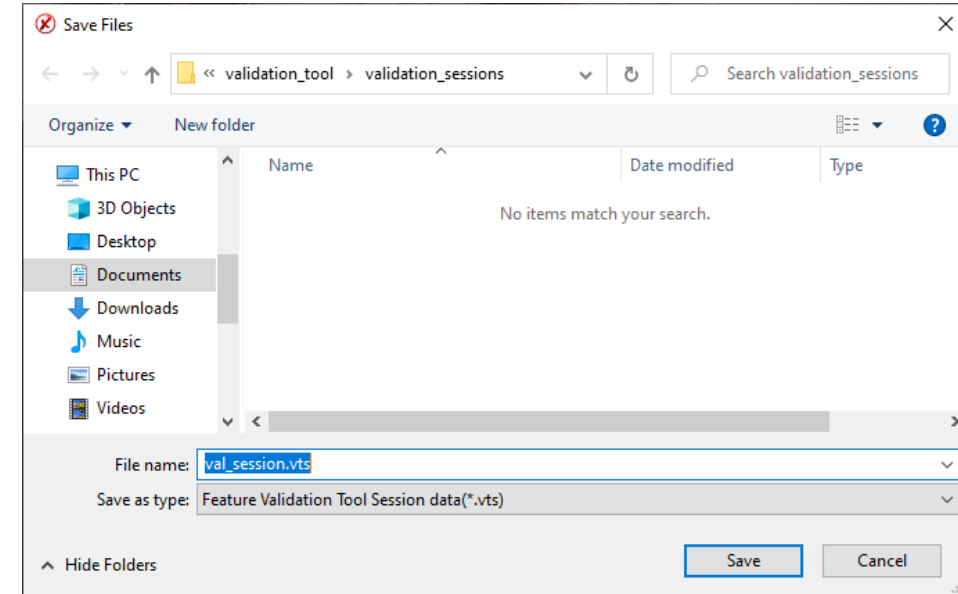 Save Files
« validation_tool › validation_sessions
Search validation_sessions
Organize New folder
Name Date modified Type
No items match your search.
This PC
3D Objects
Desktop
Documents
Downloads
Music
Pictures
Videos
File name: val_session.vts
Save as type: Feature Validation Tool Session data(*.vts)
Hide Folders Save Cancel